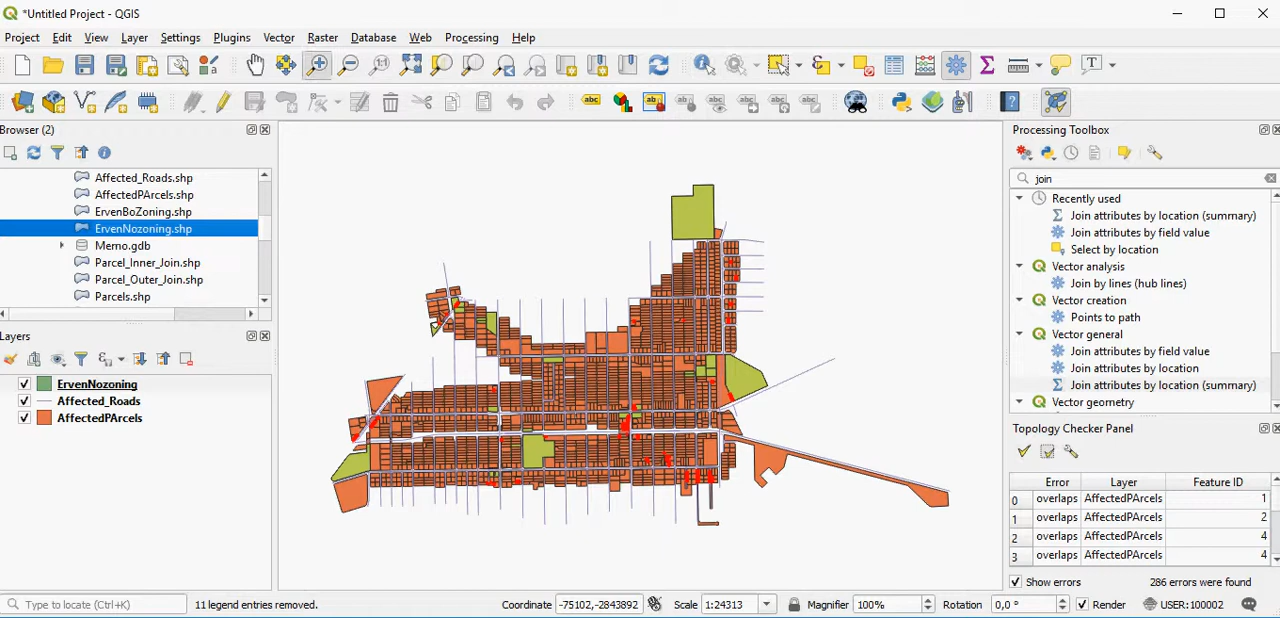 *Untitled Project - QGIS
Project Edit View Layer Settings Plugins Vector Raster Database Web Processing Help
abc abc ab abc abc abc abc
Browser (2)
Affected_Roads.shp
AffectedPArcels.shp
ErvenBoZoning.shp
ErvenNozoning.shp
Memo.gdb
Parcel_Inner_Join.shp
Parcel_Outer_Join.shp
Parcels.shp
Layers
ErvenNozoning
Affected_Roads
AffectedPArcels
Processing Toolbox
join
Recently used
Join attributes by location (summary)
Join attributes by field value
Select by location
Vector analysis
Join by lines (hub lines)
Vector creation
Points to path
Vector general
Join attributes by field value
Join attributes by location
Join attributes by location (summary)
Vector geometry
Topology Checker Panel
Error Layer Feature ID
0 overlaps AffectedPArcels 1
1 overlaps AffectedPArcels 2
2 overlaps AffectedPArcels 4
3 overlaps AffectedPArcels 4
Show errors 286 errors were found
Type to locate (Ctrl+K) 11 legend entries removed. Coordinate -75102,-2843892 Scale 1:24313 Magnifier 100% Rotation 0,0 ° Render USER:100002